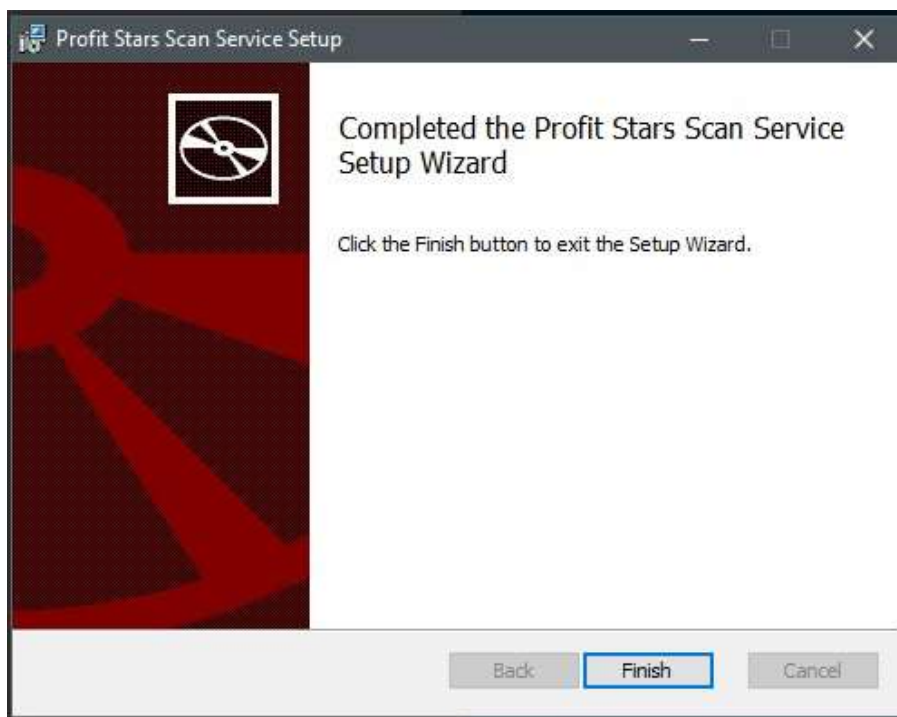 Profit Stars Scan Service Setup
Completed the Profit Stars Scan Service
Setup Wizard
Click the Finish button to exit the Setup Wizard.
Back
Finish
Cancel